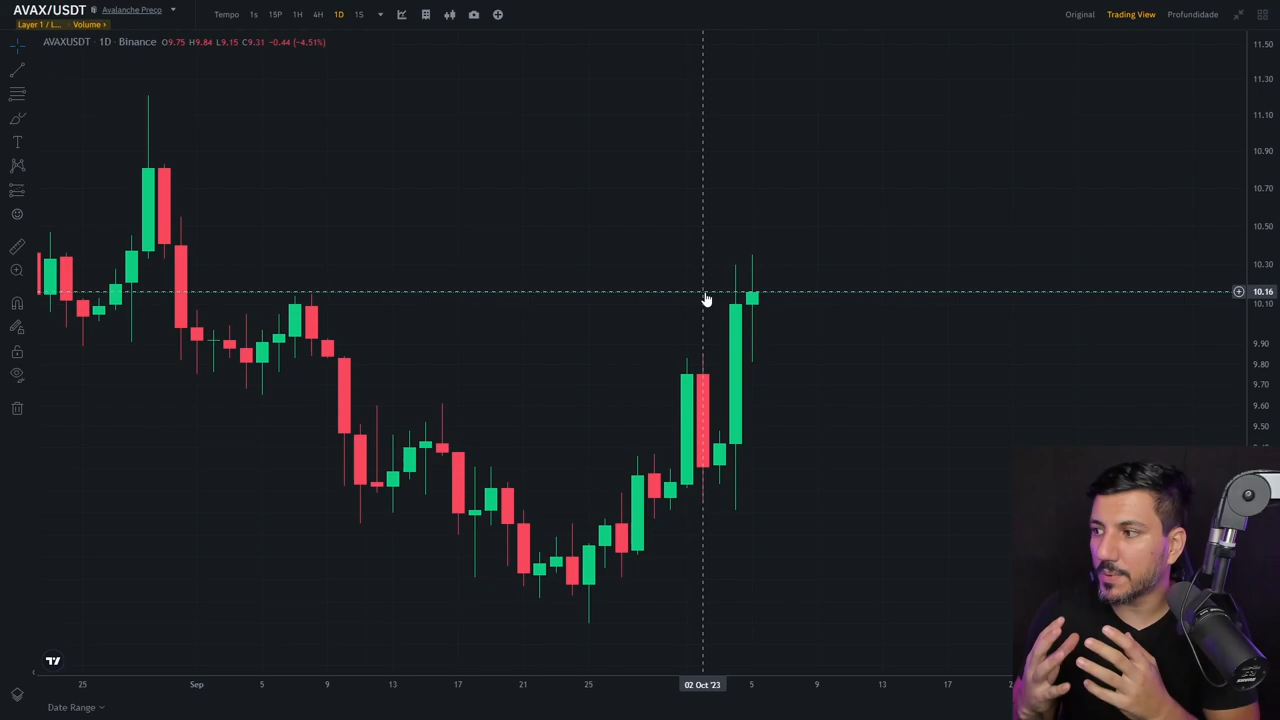 AVAX/USDT Avalanche Preço
Layer 1 / L... Volume ›
Tempo 1s 15P 1H 4H 1D 1S
Original Trading View Profundidade
AVAXUSDT · 1D · Binance O9.75 H9.84 L9.15 C9.31 −0.44 (−4.51%)
11.50
11.30
11.10
10.90
10.70
10.50
10.30
10.16
10.10
9.90
9.80
9.70
9.60
9.50
25 Sep 5 9 13 17 21 25 02 Oct '23 5 9 13 17
Date Range
SHURE